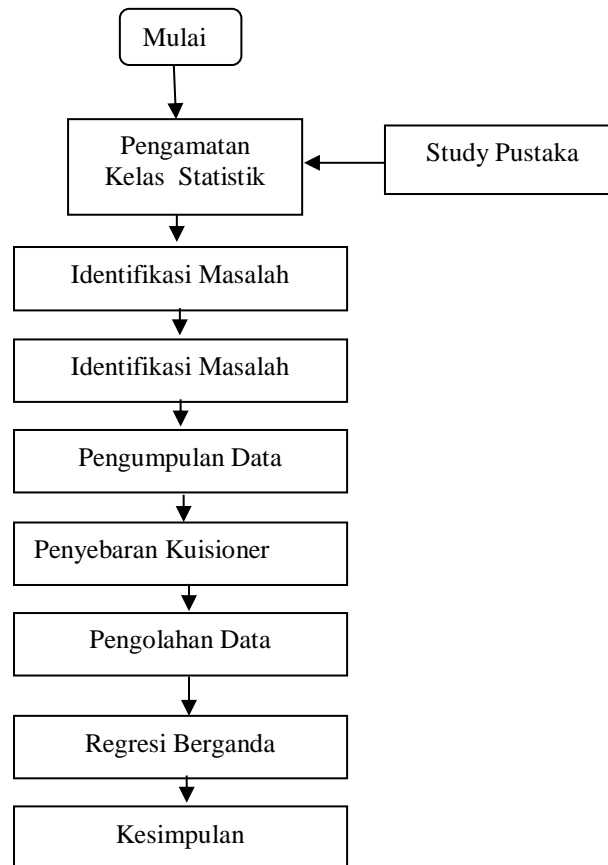 Mulai
Pengamatan
Kelas Statistik
Study Pustaka
Identifikasi Masalah
Identifikasi Masalah
Pengumpulan Data
Penyebaran Kuisioner
Pengolahan Data
Regresi Berganda
Kesimpulan